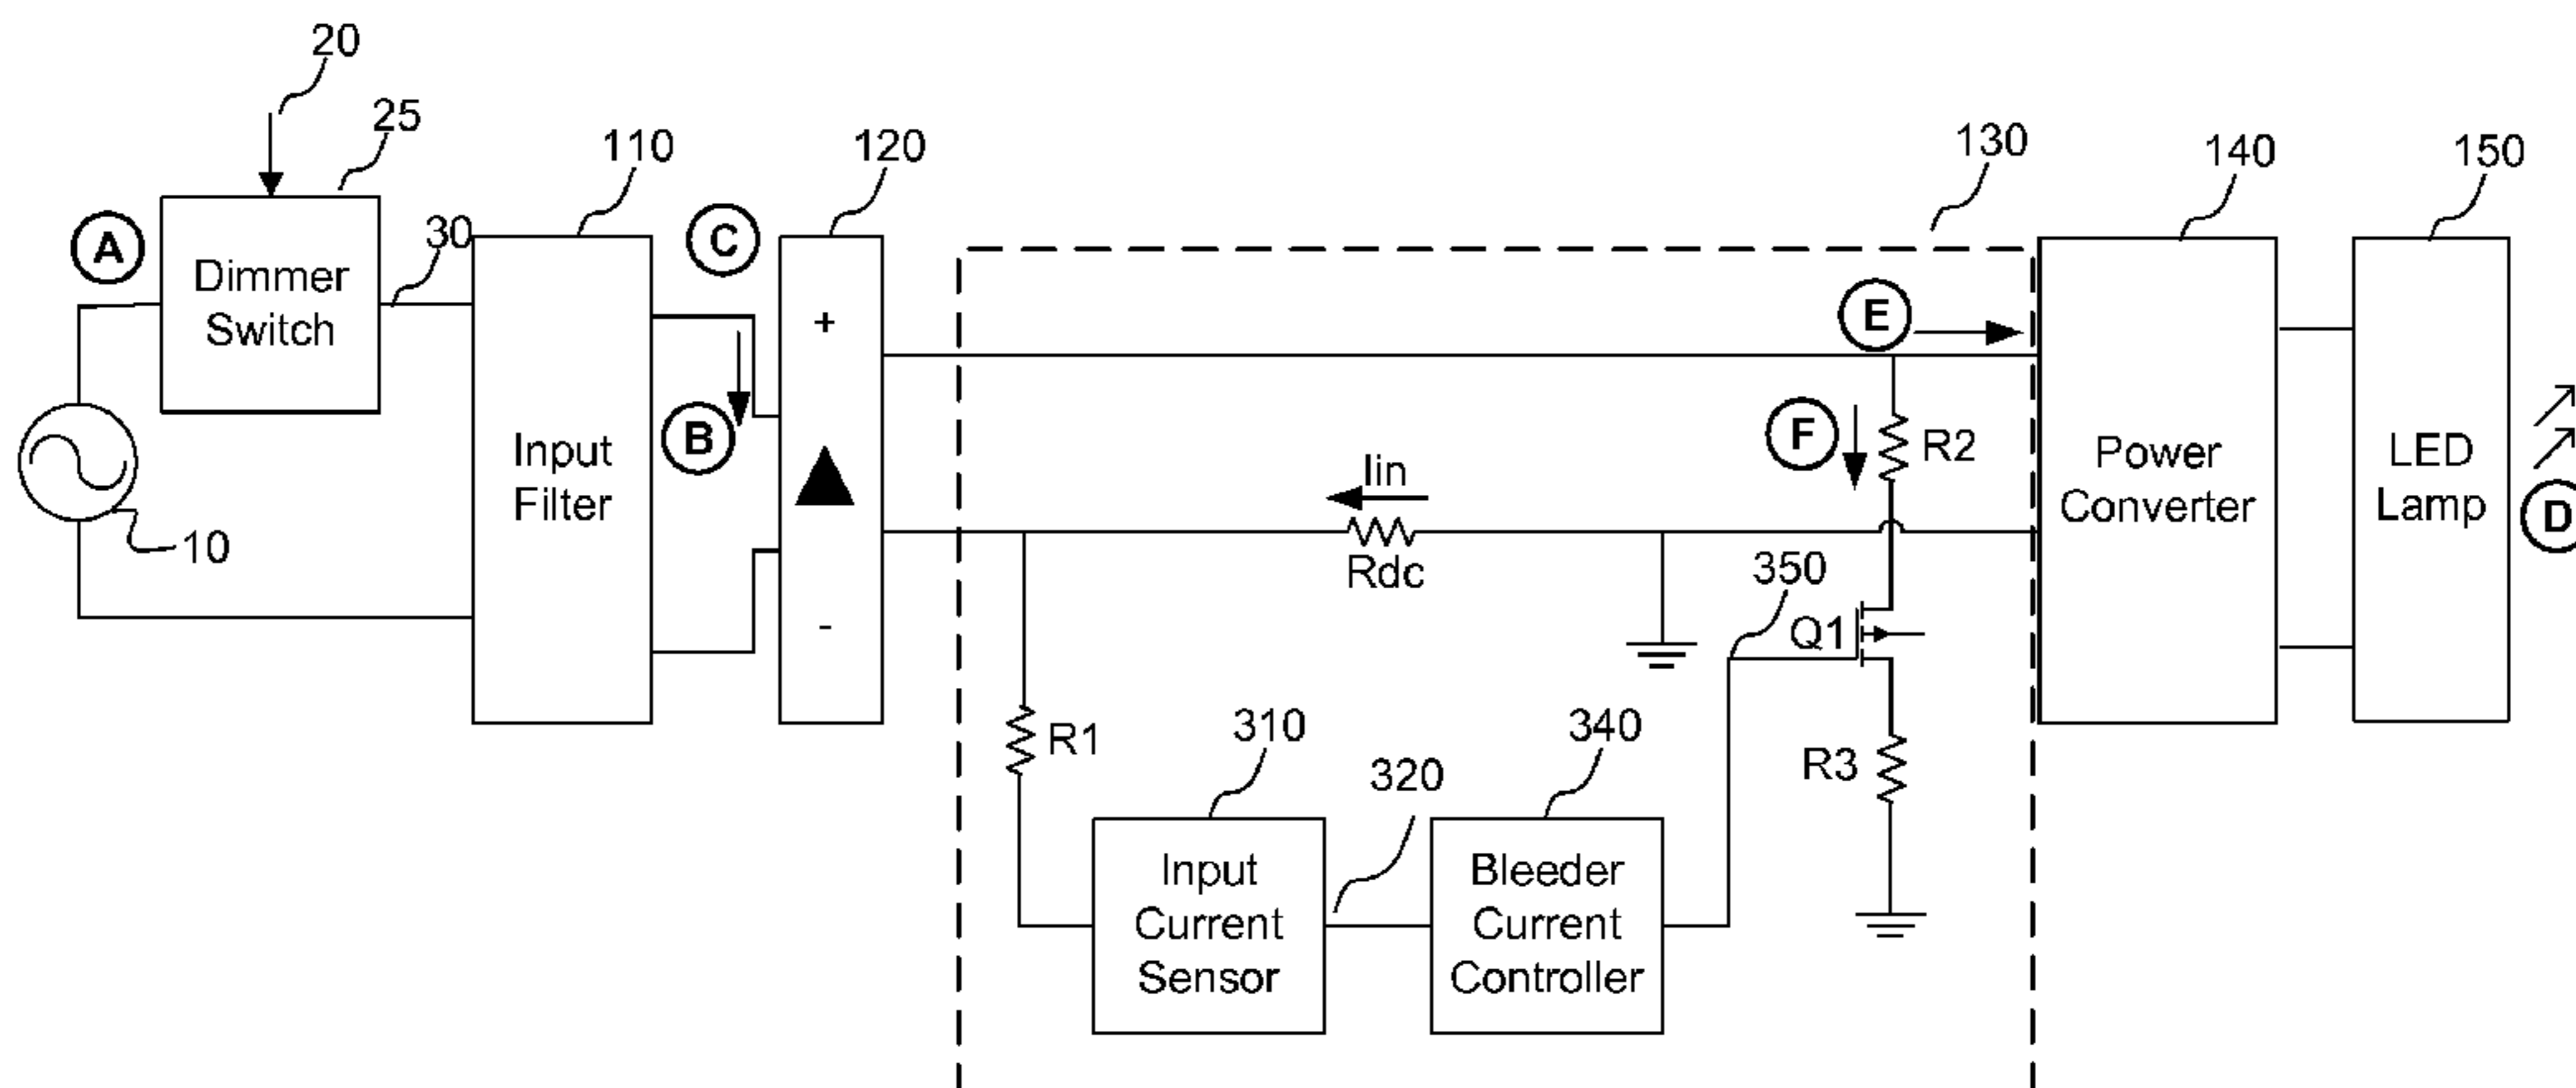 20
25
110
120
130
140
150
A
30
C
Dimmer
Switch
E
+
B
F
R2
Input
Filter
Iin
Power
Converter
LED
Lamp
D
10
Rdc
350
-
Q1
R1
310
340
R3
320
Input
Current
Sensor
Bleeder
Current
Controller